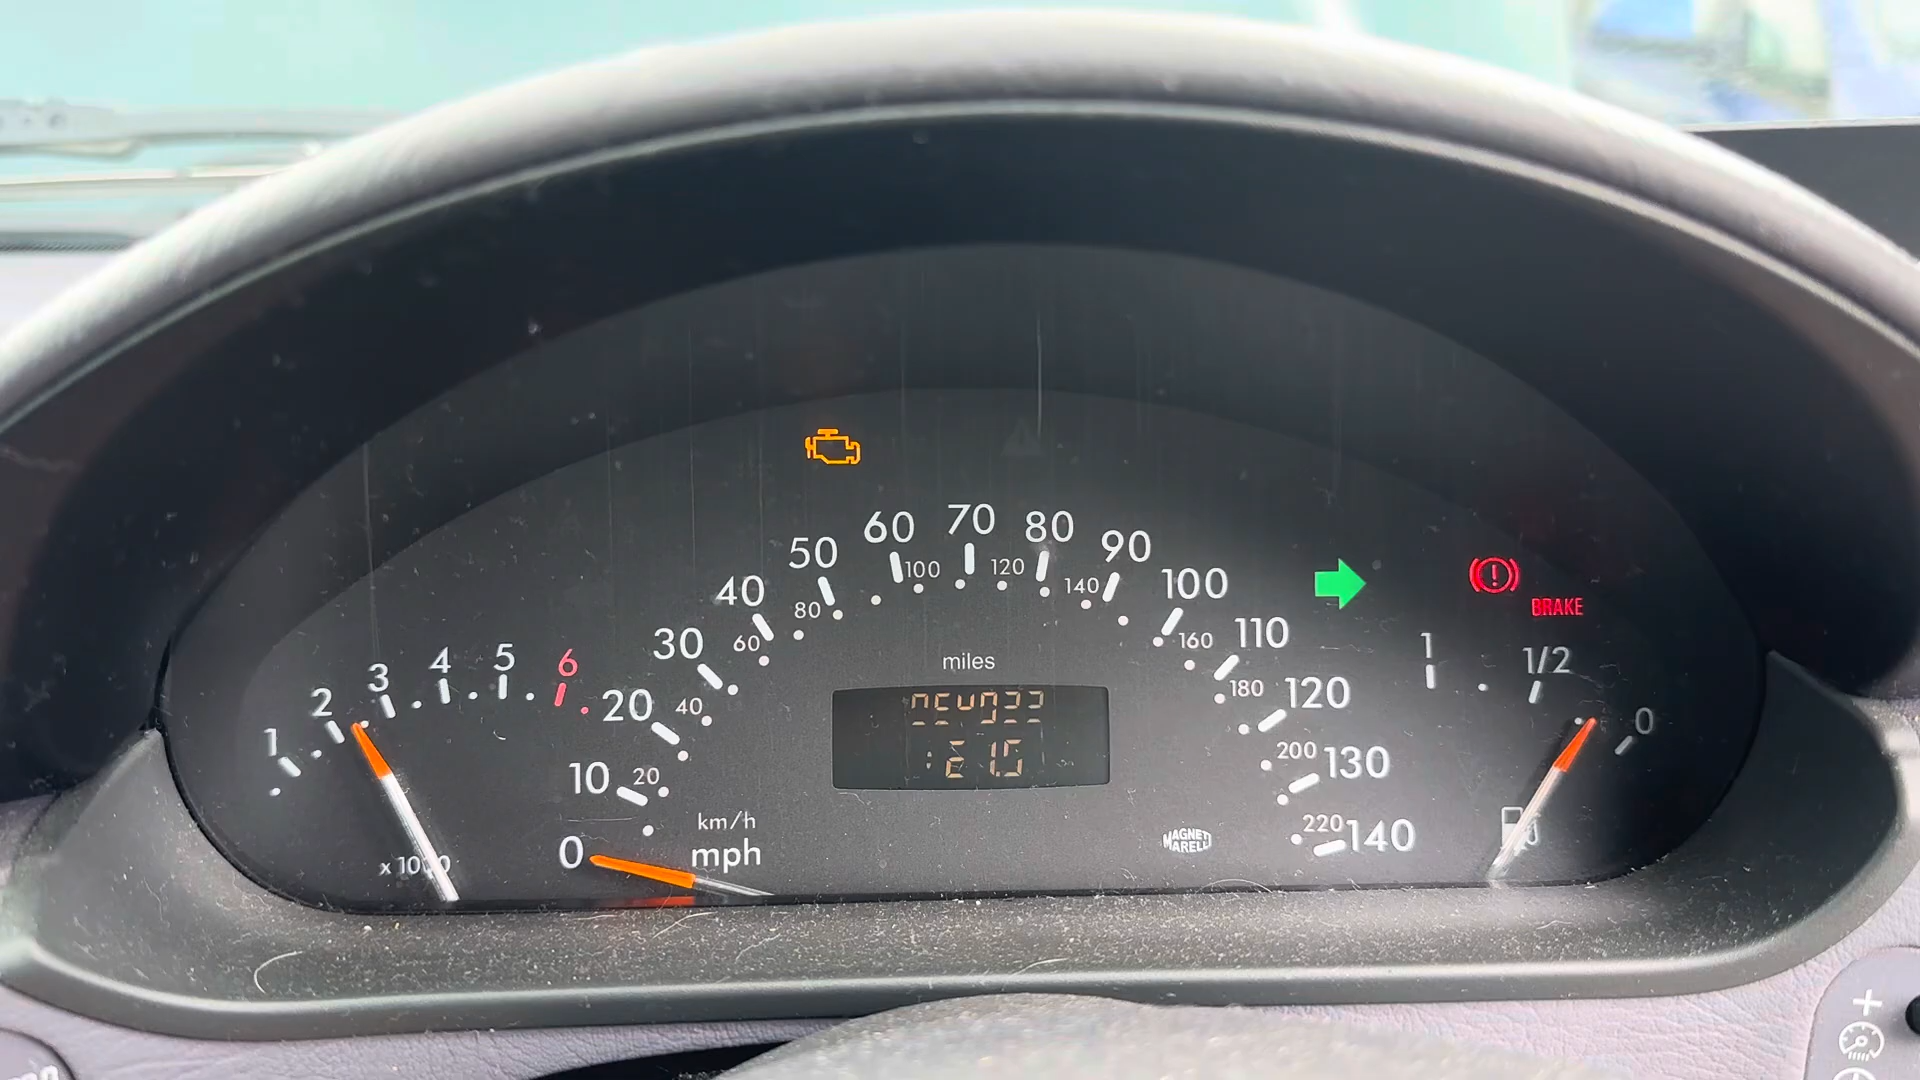 BRAKE
1 2 3 4 5 6
x 1000
0 10 20 30 40 50 60 70 80 90 100 110 120 130 140
20 40 60 80 100 120 140 160 180 200 220
km/h
mph
miles
1 1/2 0
MAGNETI
MARELLI